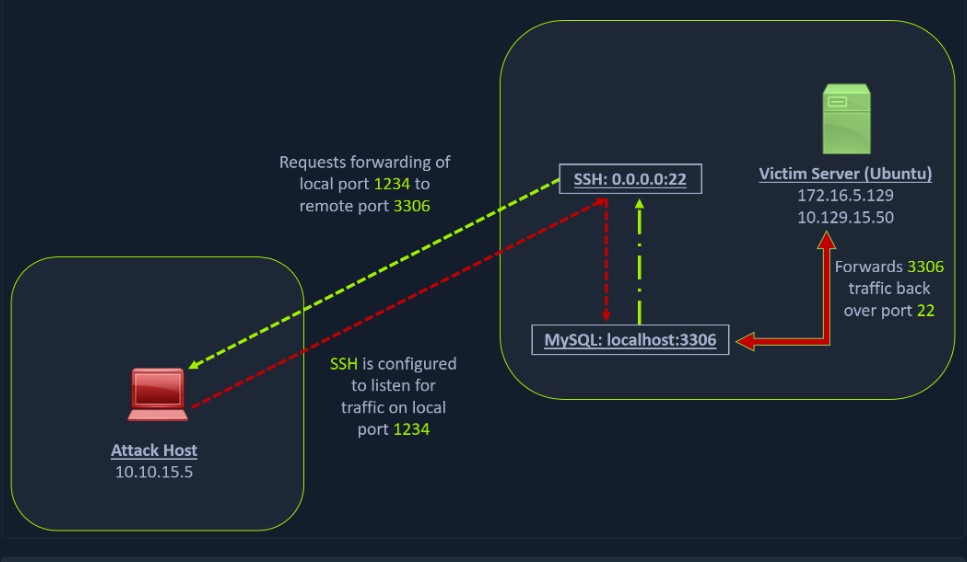 Requests forwarding of
local port 1234 to
remote port 3306
SSH: 0.0.0.0:22
Victim Server (Ubuntu)
172.16.5.129
10.129.15.50
Forwards 3306
traffic back
over port 22
MySQL: localhost:3306
SSH is configured
to listen for
traffic on local
port 1234
Attack Host
10.10.15.5